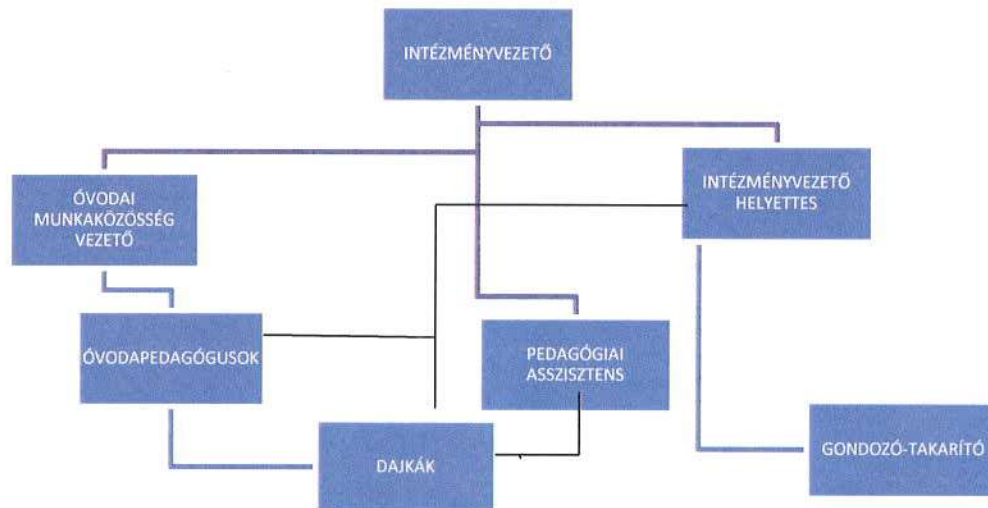 INTÉZMÉNYVEZETŐ
ÓVODAI
MUNKAKÖZÖSSÉG
VEZETŐ
INTÉZMÉNYVEZETŐ
HELYETTES
ÓVODAPEDAGÓGUSOK
PEDAGÓGIAI
ASSZISZTENS
DAJKÁK
GONDOZÓ-TAKARÍTÓ